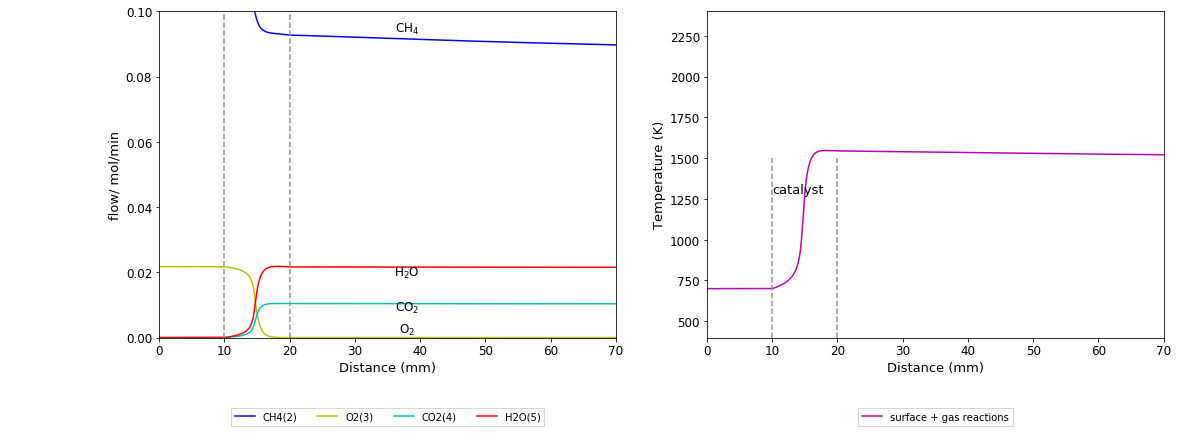 0.10
0.08
0.06
0.04
0.02
0.00
flow/ mol/min
CH₄
H₂O
CO₂
O₂
0 10 20 30 40 50 60 70
Distance (mm)
CH4(2) O2(3) CO2(4) H2O(5)
2250
2000
1750
1500
1250
1000
750
500
Temperature (K)
catalyst
0 10 20 30 40 50 60 70
Distance (mm)
surface + gas reactions